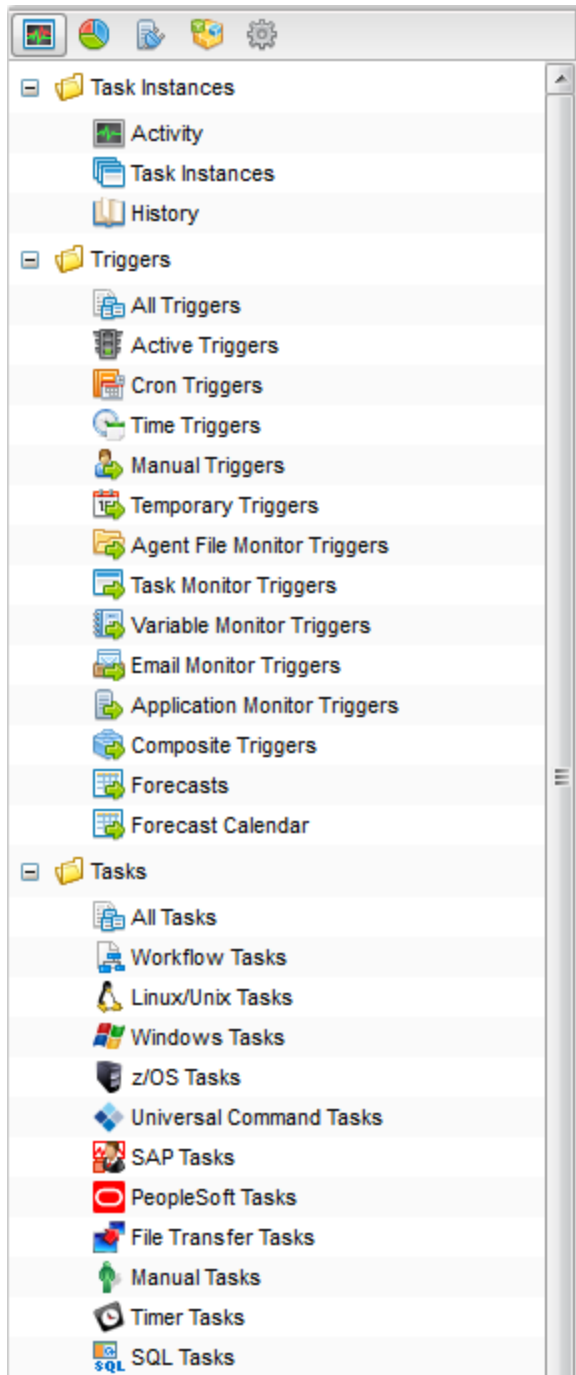 Task Instances
Activity
Task Instances
History
Triggers
All Triggers
Active Triggers
Cron Triggers
Time Triggers
Manual Triggers
Temporary Triggers
Agent File Monitor Triggers
Task Monitor Triggers
Variable Monitor Triggers
Email Monitor Triggers
Application Monitor Triggers
Composite Triggers
Forecasts
Forecast Calendar
Tasks
All Tasks
Workflow Tasks
Linux/Unix Tasks
Windows Tasks
z/OS Tasks
Universal Command Tasks
SAP Tasks
PeopleSoft Tasks
File Transfer Tasks
Manual Tasks
Timer Tasks
SQL SQL Tasks